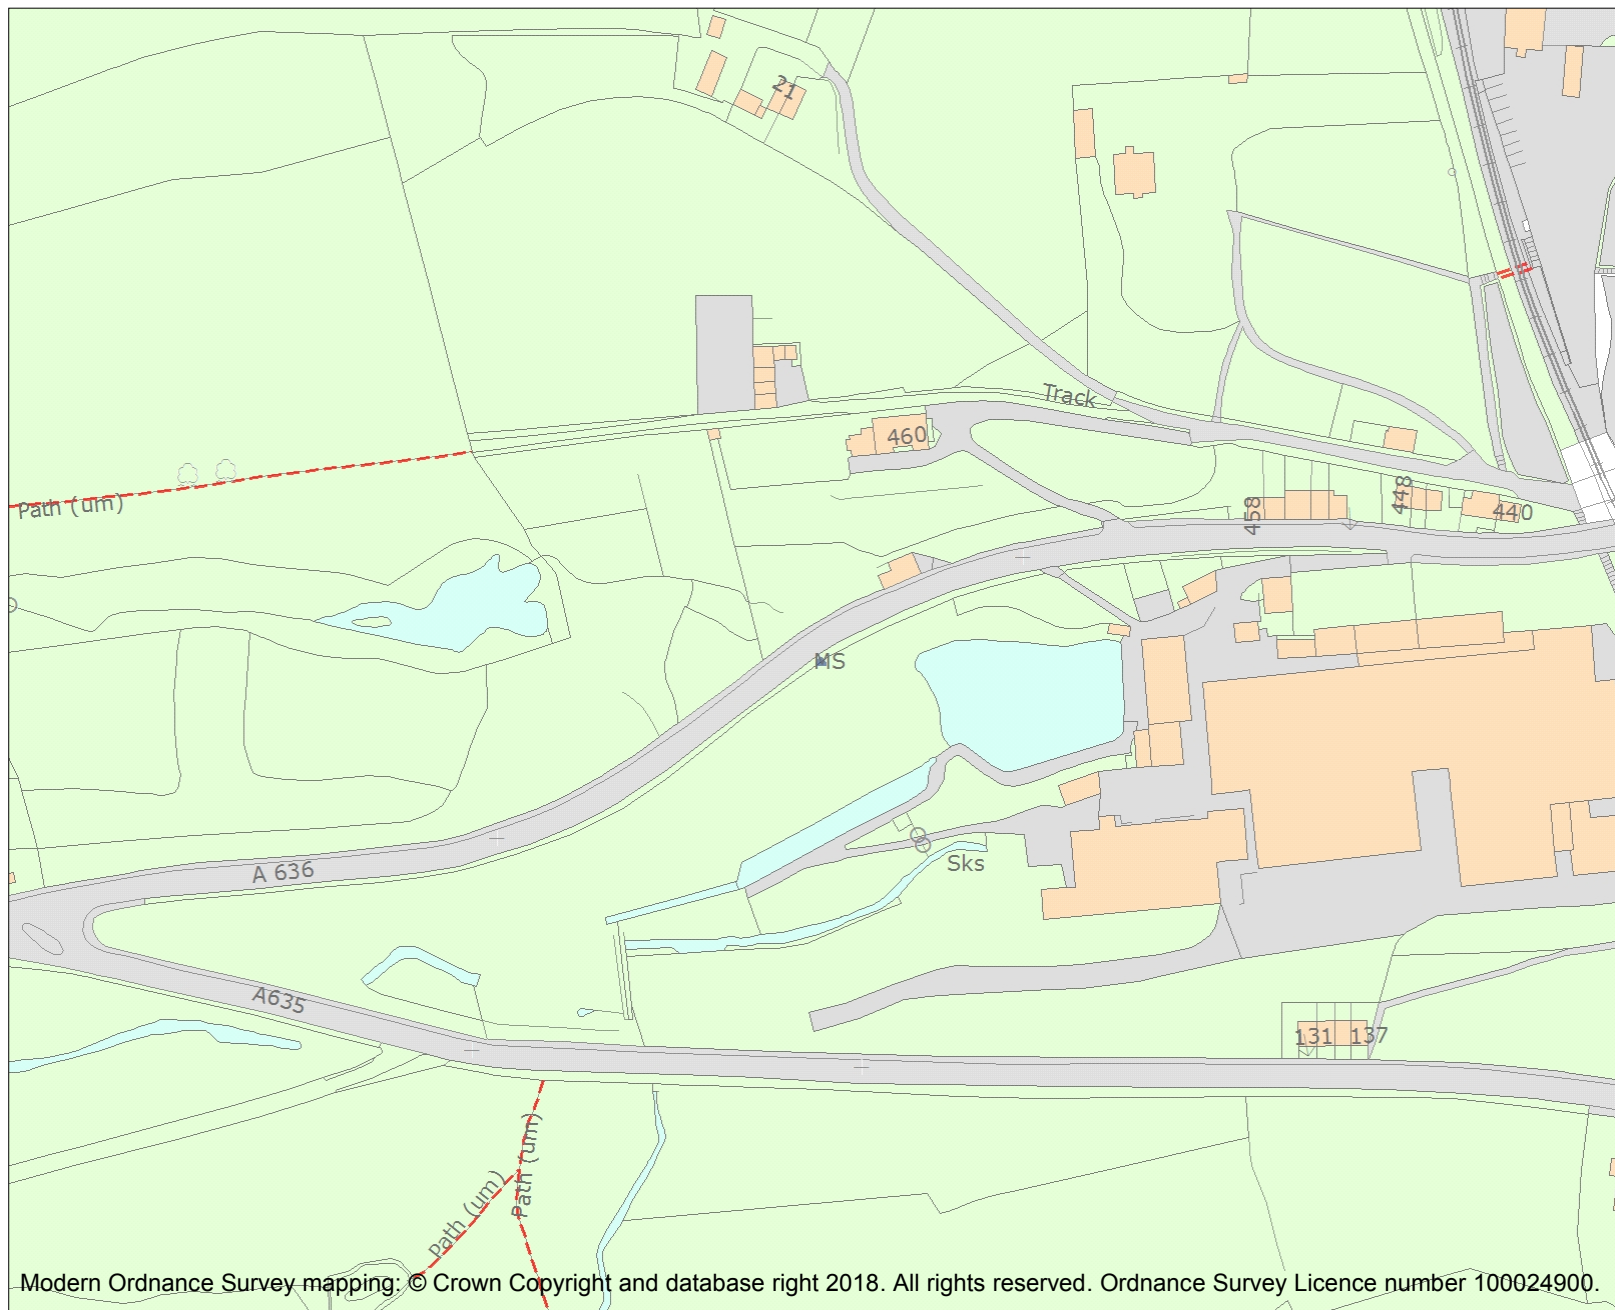 21
Track
460
Path (um)
458
448
440
MS
A 636
Sks
A635
131
137
Path (um)
Path (um)
Modern Ordnance Survey mapping: © Crown Copyright and database right 2018. All rights reserved. Ordnance Survey Licence number 100024900.